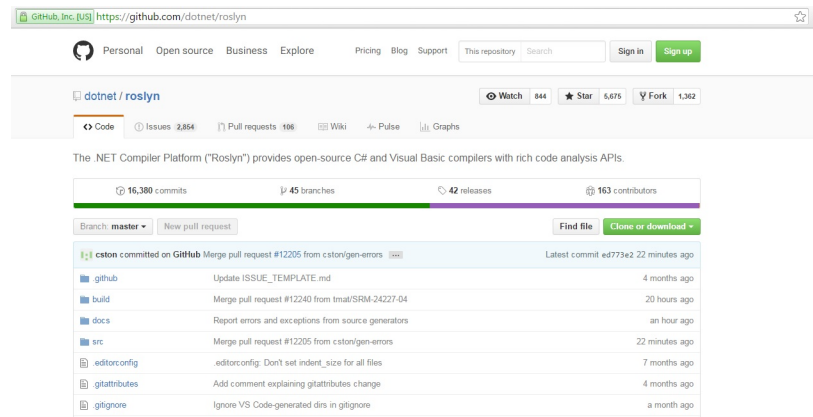 GitHub, Inc. [US] https://github.com/dotnet/roslyn
Personal Open source Business Explore Pricing Blog Support This repository Search Sign in Sign up
dotnet / roslyn Watch 844 Star 5,675 Fork 1,362
Code Issues 2,854 Pull requests 106 Wiki Pulse Graphs
The .NET Compiler Platform ("Roslyn") provides open-source C# and Visual Basic compilers with rich code analysis APIs.
16,380 commits 45 branches 42 releases 163 contributors
Branch: master New pull request Find file Clone or download
cston committed on GitHub Merge pull request #12205 from cston/gen-errors ... Latest commit ed773e2 22 minutes ago
.github Update ISSUE_TEMPLATE.md 4 months ago
build Merge pull request #12240 from tmat/SRM-24227-04 20 hours ago
docs Report errors and exceptions from source generators an hour ago
src Merge pull request #12205 from cston/gen-errors 22 minutes ago
.editorconfig .editorconfig: Don't set indent_size for all files 7 months ago
.gitattributes Add comment explaining gitattributes change 4 months ago
.gitignore Ignore VS Code-generated dirs in gitignore a month ago